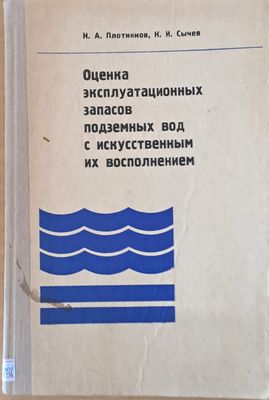 Н. А. Плотников, К. И. Сычев
Оценка
эксплуатационных
запасов
подземных вод
с искусственным
их восполнением